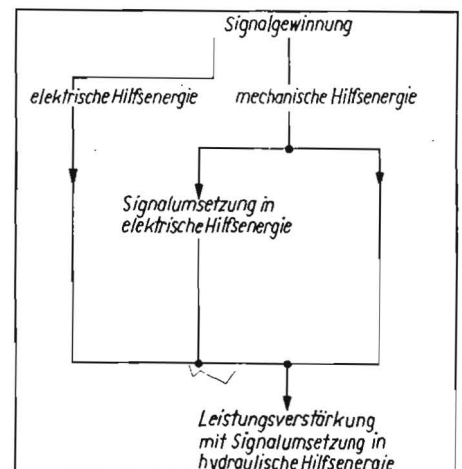 Signalgewinnung
elektrische Hilfsenergie
mechanische Hilfsenergie
Signalumsetzung in
elektrische Hilfsenergie
Leistungsverstärkung
mit Signalumsetzung in
hydraulische Hilfsenergie